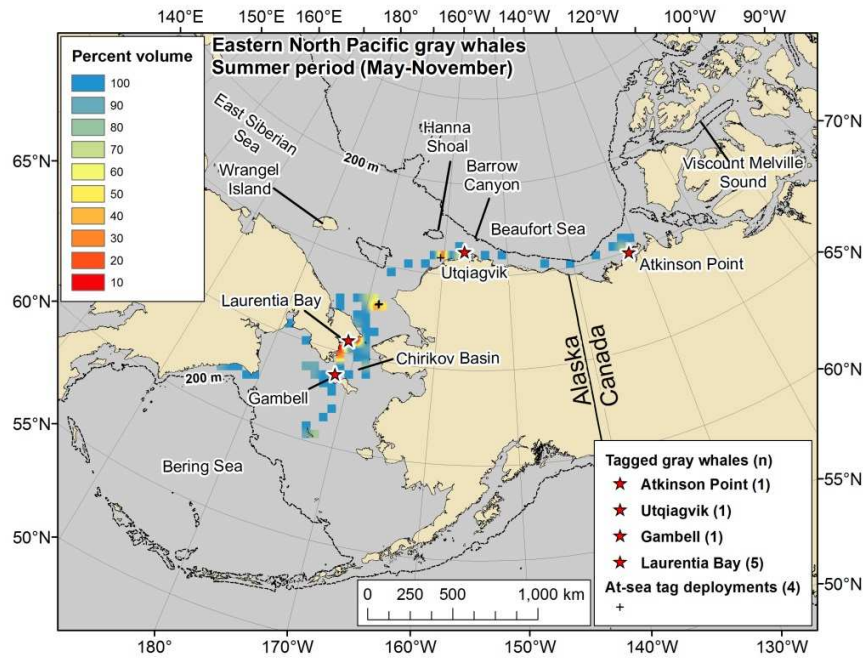 140°E 150°E 160°E 180° 160°W 140°W 120°W 100°W 90°W
Percent volume
100
90
80
70
60
50
40
30
20
10
Eastern North Pacific gray whales
Summer period (May-November)
East Siberian
Sea
200 m
Hanna
Shoal
Barrow
Canyon
Wrangel
Island
Beaufort Sea
Viscount Melville
Sound
Utqiagvik
Atkinson Point
Laurentia Bay
Chirikov Basin
200 m
Gambell
Alaska
Canada
Bering Sea
65°N
60°N
55°N
50°N
70°N
65°N
60°N
55°N
50°N
Tagged gray whales (n)
Atkinson Point (1)
Utqiagvik (1)
Gambell (1)
Laurentia Bay (5)
At-sea tag deployments (4)
0 250 500 1,000 km
180° 170°W 160°W 150°W 140°W 130°W